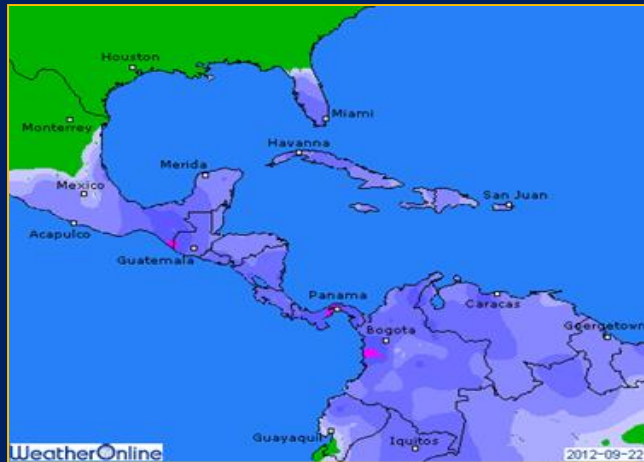 Houston
Miami
Monterrey
Havanna
Merida
Mexico
San Juan
Acapulco
Guatemala
Panama
Caracas
Georgetown
Bogota
Guayaquil
Iquitos
WeatherOnline
2012-09-22